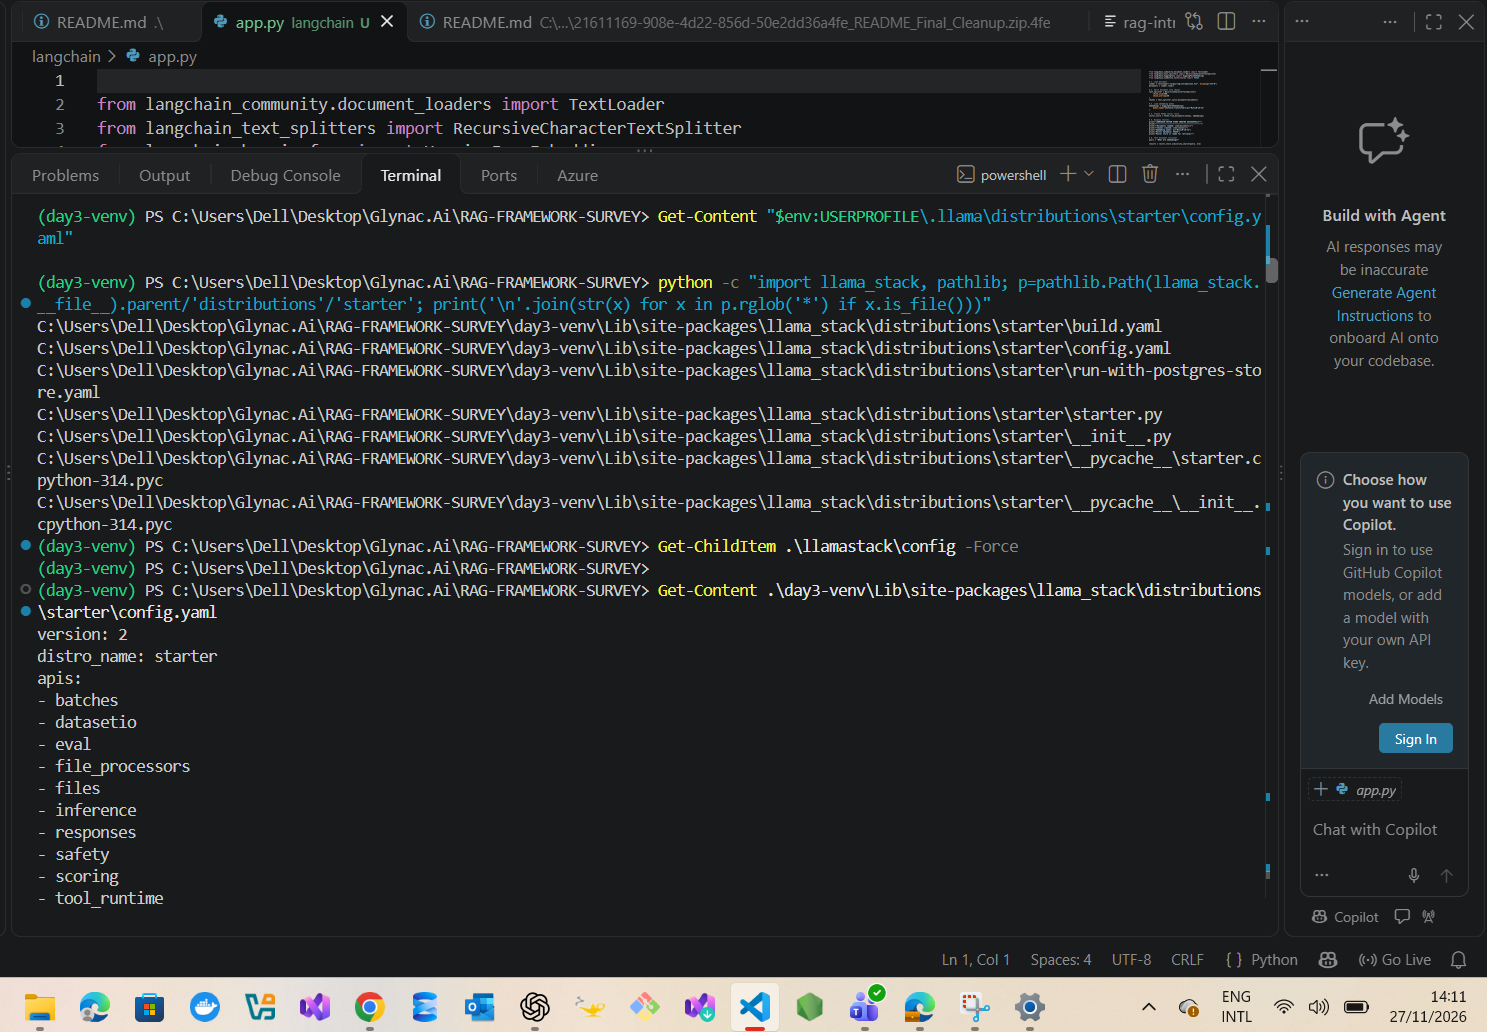 README.md .\
app.py langchain U
README.md C:\...\21611169-908e-4d22-856d-50e2dd36a4fe_README_Final_Cleanup.zip.4fe
rag-intr
langchain > app.py
1
2 from langchain_community.document_loaders import TextLoader
3 from langchain_text_splitters import RecursiveCharacterTextSplitter
Problems Output Debug Console Terminal Ports Azure
powershell
(day3-venv) PS C:\Users\Dell\Desktop\Glynac.Ai\RAG-FRAMEWORK-SURVEY> Get-Content "$env:USERPROFILE\.llama\distributions\starter\config.y
aml"
(day3-venv) PS C:\Users\Dell\Desktop\Glynac.Ai\RAG-FRAMEWORK-SURVEY> python -c "import llama_stack, pathlib; p=pathlib.Path(llama_stack.
__file__).parent/'distributions'/'starter'; print('\n'.join(str(x) for x in p.rglob('*') if x.is_file()))"
C:\Users\Dell\Desktop\Glynac.Ai\RAG-FRAMEWORK-SURVEY\day3-venv\Lib\site-packages\llama_stack\distributions\starter\build.yaml
C:\Users\Dell\Desktop\Glynac.Ai\RAG-FRAMEWORK-SURVEY\day3-venv\Lib\site-packages\llama_stack\distributions\starter\config.yaml
C:\Users\Dell\Desktop\Glynac.Ai\RAG-FRAMEWORK-SURVEY\day3-venv\Lib\site-packages\llama_stack\distributions\starter\run-with-postgres-sto
re.yaml
C:\Users\Dell\Desktop\Glynac.Ai\RAG-FRAMEWORK-SURVEY\day3-venv\Lib\site-packages\llama_stack\distributions\starter\starter.py
C:\Users\Dell\Desktop\Glynac.Ai\RAG-FRAMEWORK-SURVEY\day3-venv\Lib\site-packages\llama_stack\distributions\starter\__init__.py
C:\Users\Dell\Desktop\Glynac.Ai\RAG-FRAMEWORK-SURVEY\day3-venv\Lib\site-packages\llama_stack\distributions\starter\__pycache__\starter.c
python-314.pyc
C:\Users\Dell\Desktop\Glynac.Ai\RAG-FRAMEWORK-SURVEY\day3-venv\Lib\site-packages\llama_stack\distributions\starter\__pycache__\__init__.
cpython-314.pyc
(day3-venv) PS C:\Users\Dell\Desktop\Glynac.Ai\RAG-FRAMEWORK-SURVEY> Get-ChildItem .\llamastack\config -Force
(day3-venv) PS C:\Users\Dell\Desktop\Glynac.Ai\RAG-FRAMEWORK-SURVEY>
(day3-venv) PS C:\Users\Dell\Desktop\Glynac.Ai\RAG-FRAMEWORK-SURVEY> Get-Content .\day3-venv\Lib\site-packages\llama_stack\distributions
\starter\config.yaml
version: 2
distro_name: starter
apis:
- batches
- datasetio
- eval
- file_processors
- files
- inference
- responses
- safety
- scoring
- tool_runtime
Build with Agent
AI responses may
be inaccurate
Generate Agent
Instructions to
onboard AI onto
your codebase.
Choose how
you want to use
Copilot.
Sign in to use
GitHub Copilot
models, or add
a model with
your own API
key.
Add Models
Sign In
app.py
Chat with Copilot
Copilot
Ln 1, Col 1 Spaces: 4 UTF-8 CRLF { } Python Go Live
ENG
INTL
14:11
27/11/2026